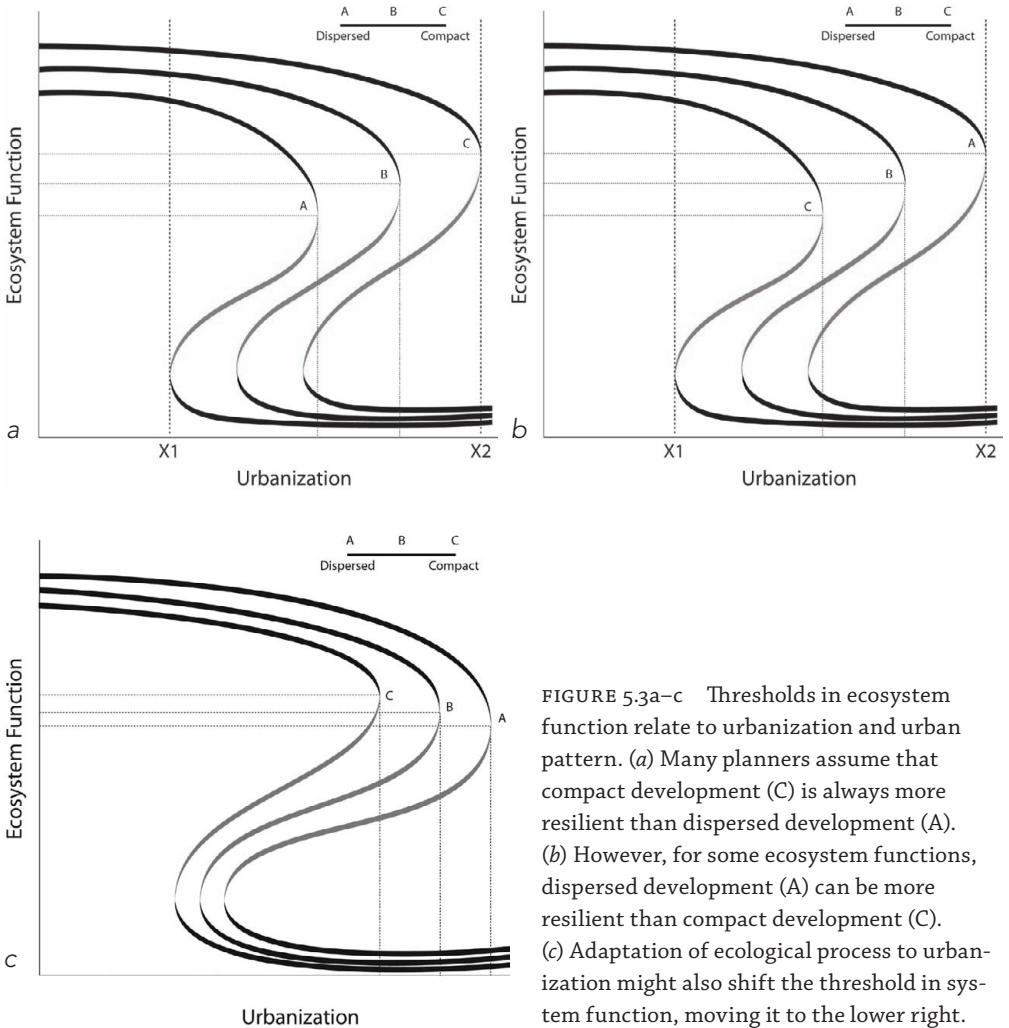 A B C
Dispersed Compact
Ecosystem Function
C
B
A
a
X1 X2
Urbanization
A B C
Dispersed Compact
Ecosystem Function
A
B
C
b
X1 X2
Urbanization
A B C
Dispersed Compact
Ecosystem Function
C
B
A
c
Urbanization
FIGURE 5.3a–c Thresholds in ecosystem
function relate to urbanization and urban
pattern. (a) Many planners assume that
compact development (C) is always more
resilient than dispersed development (A).
(b) However, for some ecosystem functions,
dispersed development (A) can be more
resilient than compact development (C).
(c) Adaptation of ecological process to urban-
ization might also shift the threshold in sys-
tem function, moving it to the lower right.